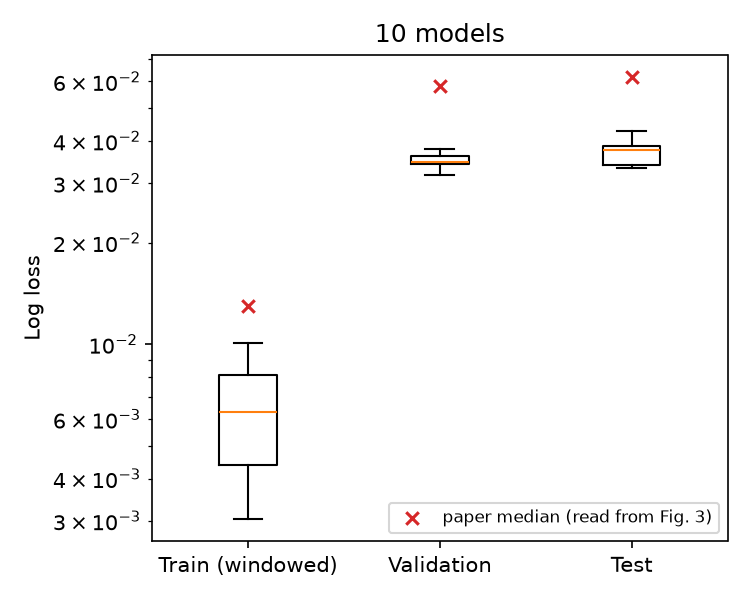 10 models
Log loss
6 × 10⁻²
4 × 10⁻²
3 × 10⁻²
2 × 10⁻²
10⁻²
6 × 10⁻³
4 × 10⁻³
3 × 10⁻³
paper median (read from Fig. 3)
Train (windowed) Validation Test